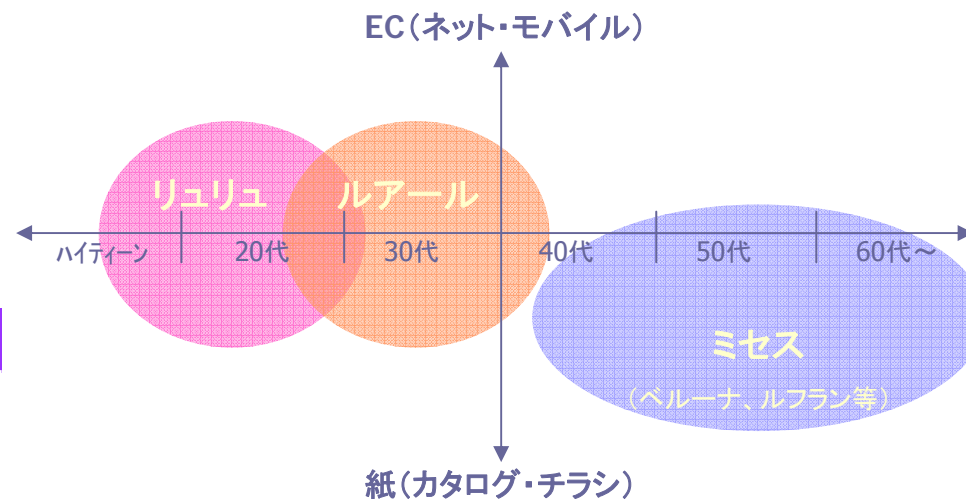 EC(ネット・モバイル)
リュリュ
ルアール
ハイティーン
20代
30代
40代
50代
60代~
ミセス
(ベルーナ、ルフラン等)
紙(カタログ・チラシ)